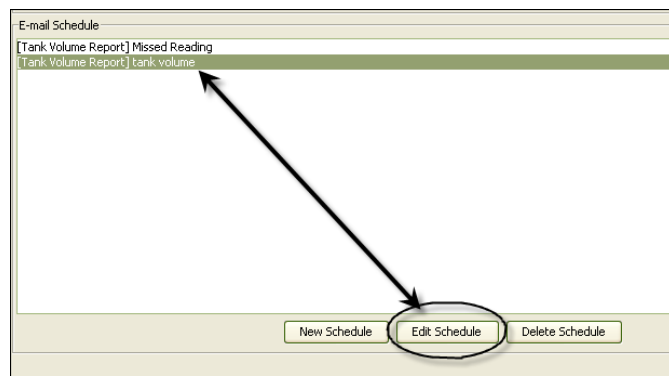 E-mail Schedule
[Tank Volume Report] Missed Reading
[Tank Volume Report] tank volume
New Schedule Edit Schedule Delete Schedule